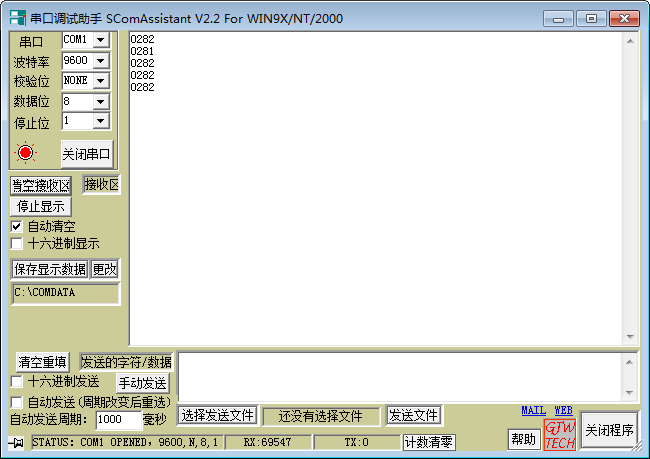 串口调试助手 SComAssistant V2.2 For WIN9X/NT/2000
串口 COM1
波特率 9600
校验位 NONE
数据位 8
停止位 1
关闭串口
清空接收区 接收区
停止显示
自动清空
十六进制显示
保存显示数据 更改
C:\COMDATA
0282
0281
0282
0282
0282
清空重填 发送的字符/数据
十六进制发送 手动发送
自动发送(周期改变后重选)
自动发送周期: 1000 毫秒
选择发送文件 还没有选择文件 发送文件
MAIL WEB
帮助 GJW TECH 关闭程序
STATUS: COM1 OPENED, 9600,N,8,1 RX:69547 TX:0 计数清零